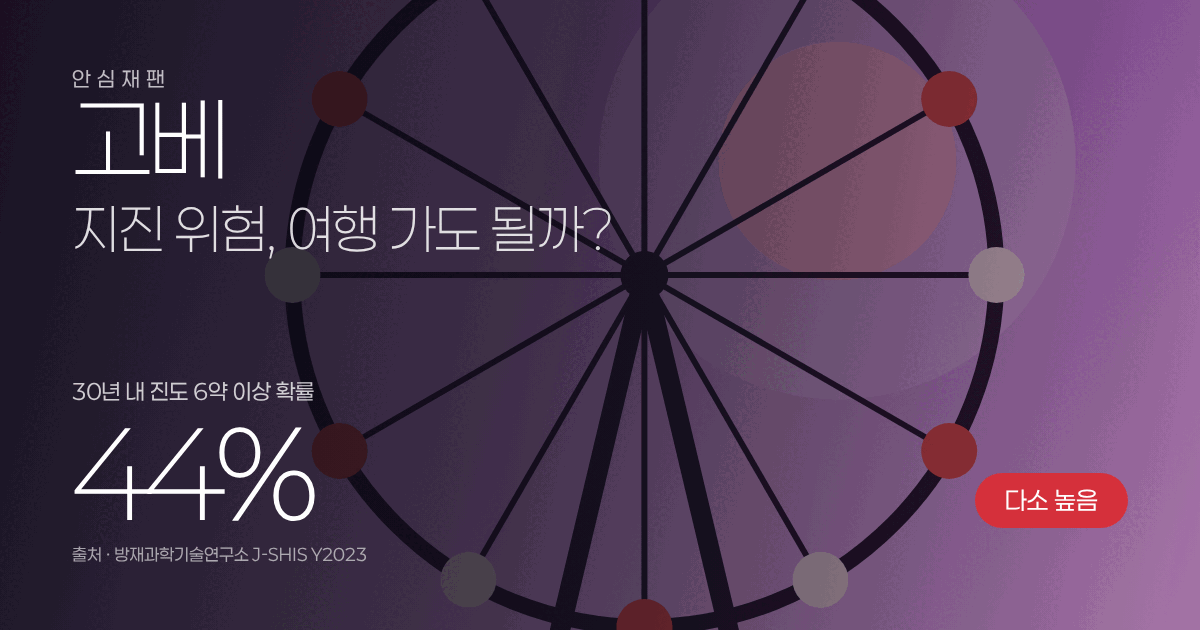 안심재팬
고베
지진 위험, 여행 가도 될까?
30년 내 진도 6약 이상 확률
44%
출처 · 방재과학기술연구소 J-SHIS Y2023
다소 높음